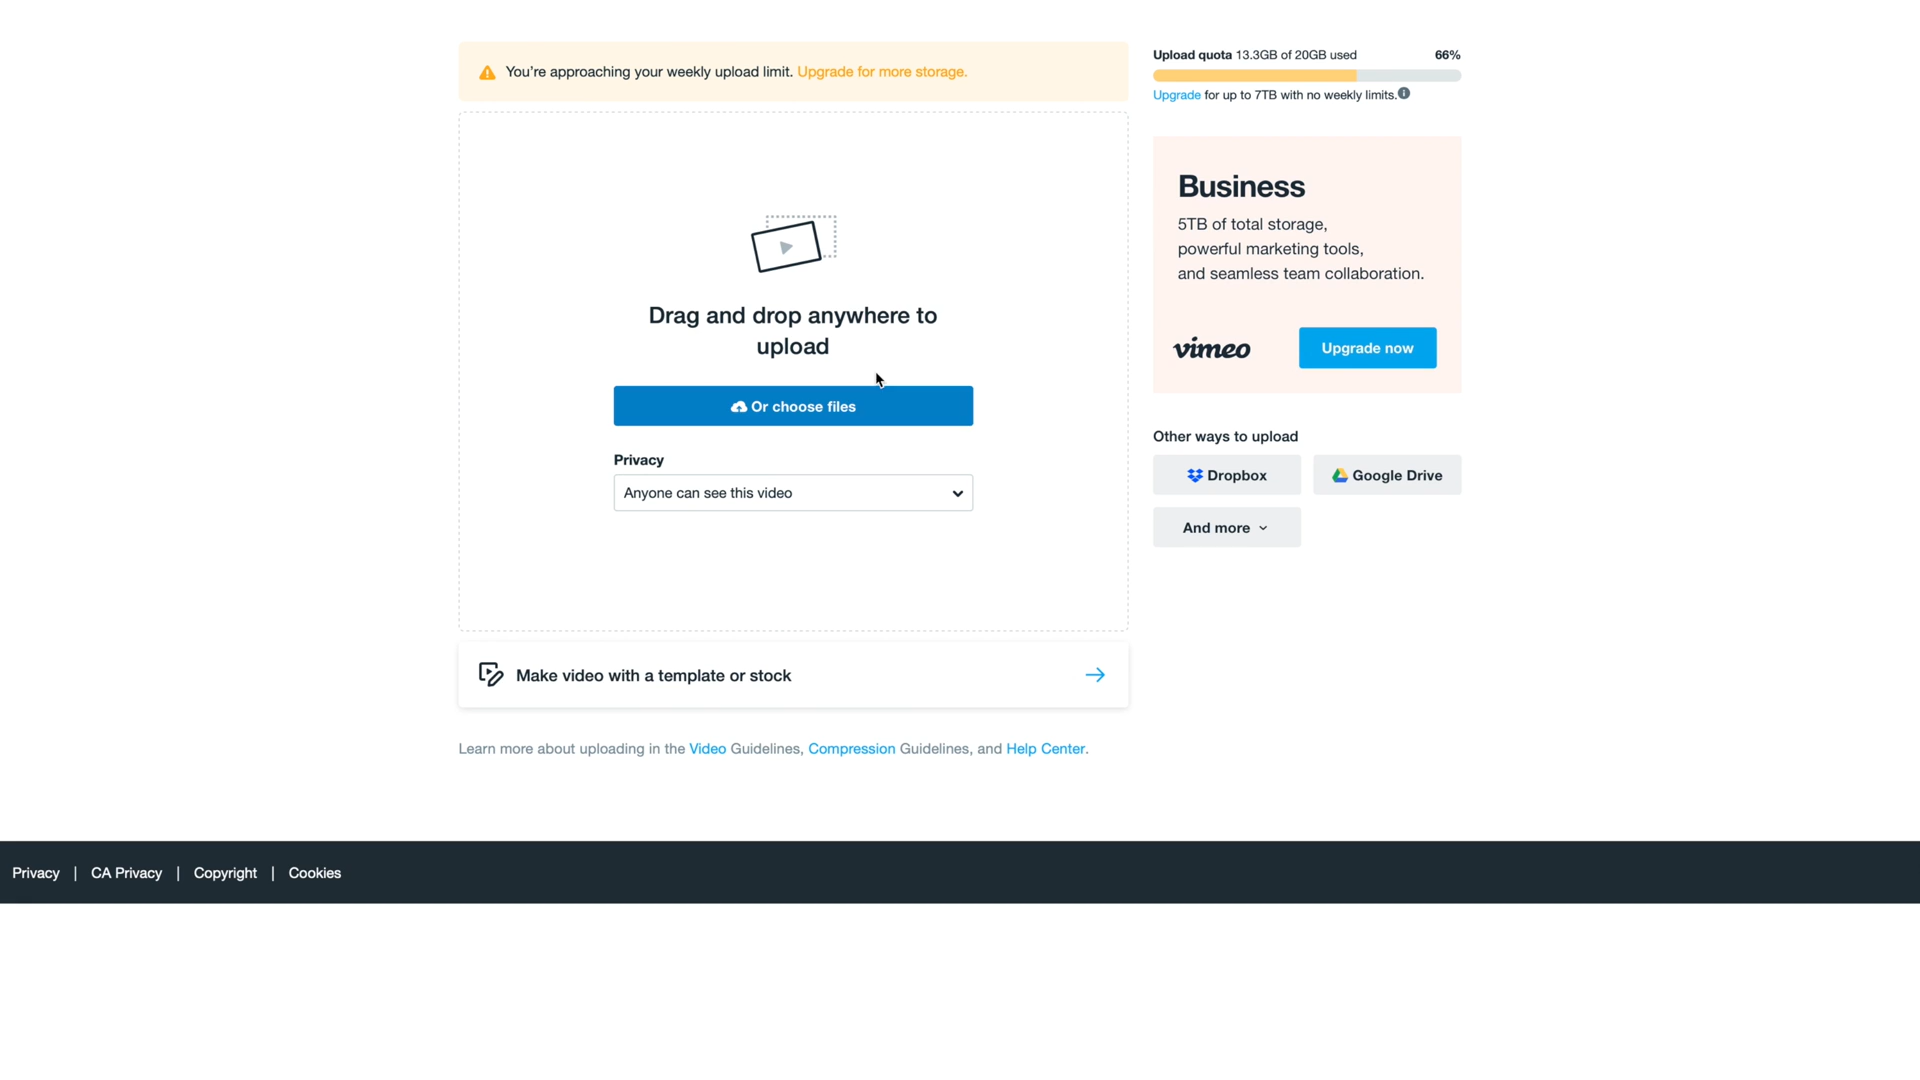 You're approaching your weekly upload limit. Upgrade for more storage.
Upload quota 13.3GB of 20GB used 66%
Upgrade for up to 7TB with no weekly limits.
Drag and drop anywhere to
upload
Or choose files
Privacy
Anyone can see this video
Business
5TB of total storage,
powerful marketing tools,
and seamless team collaboration.
vimeo
Upgrade now
Other ways to upload
Dropbox
Google Drive
And more
Make video with a template or stock
Learn more about uploading in the Video Guidelines, Compression Guidelines, and Help Center.
Privacy | CA Privacy | Copyright | Cookies